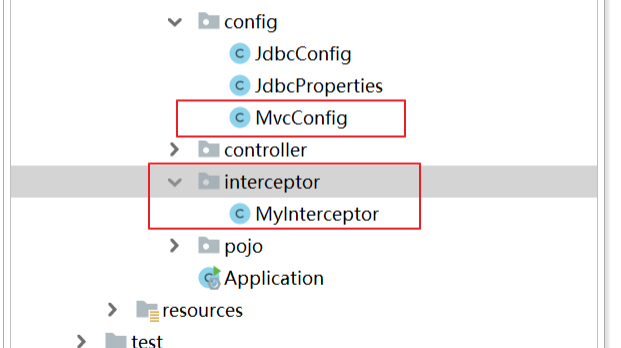 config
JdbcConfig
JdbcProperties
MvcConfig
controller
interceptor
MyInterceptor
pojo
Application
resources
test